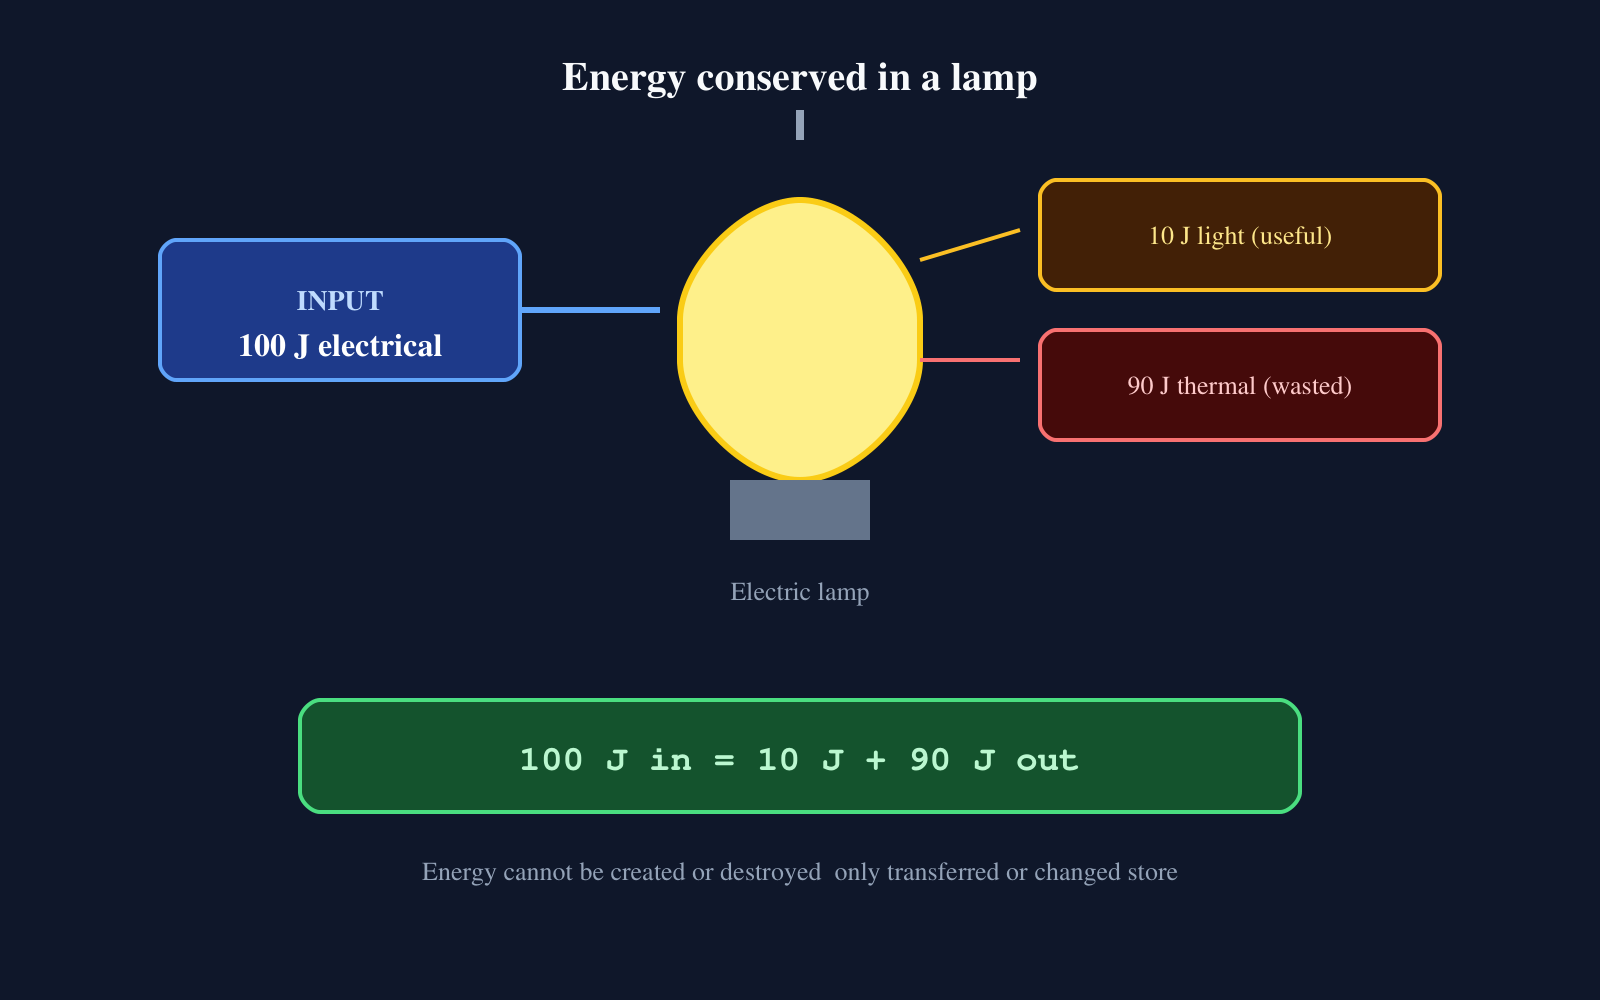 Energy conserved in a lamp
INPUT
100 J electrical
10 J light (useful)
90 J thermal (wasted)
Electric lamp
100 J in = 10 J + 90 J out
Energy cannot be created or destroyed  only transferred or changed store